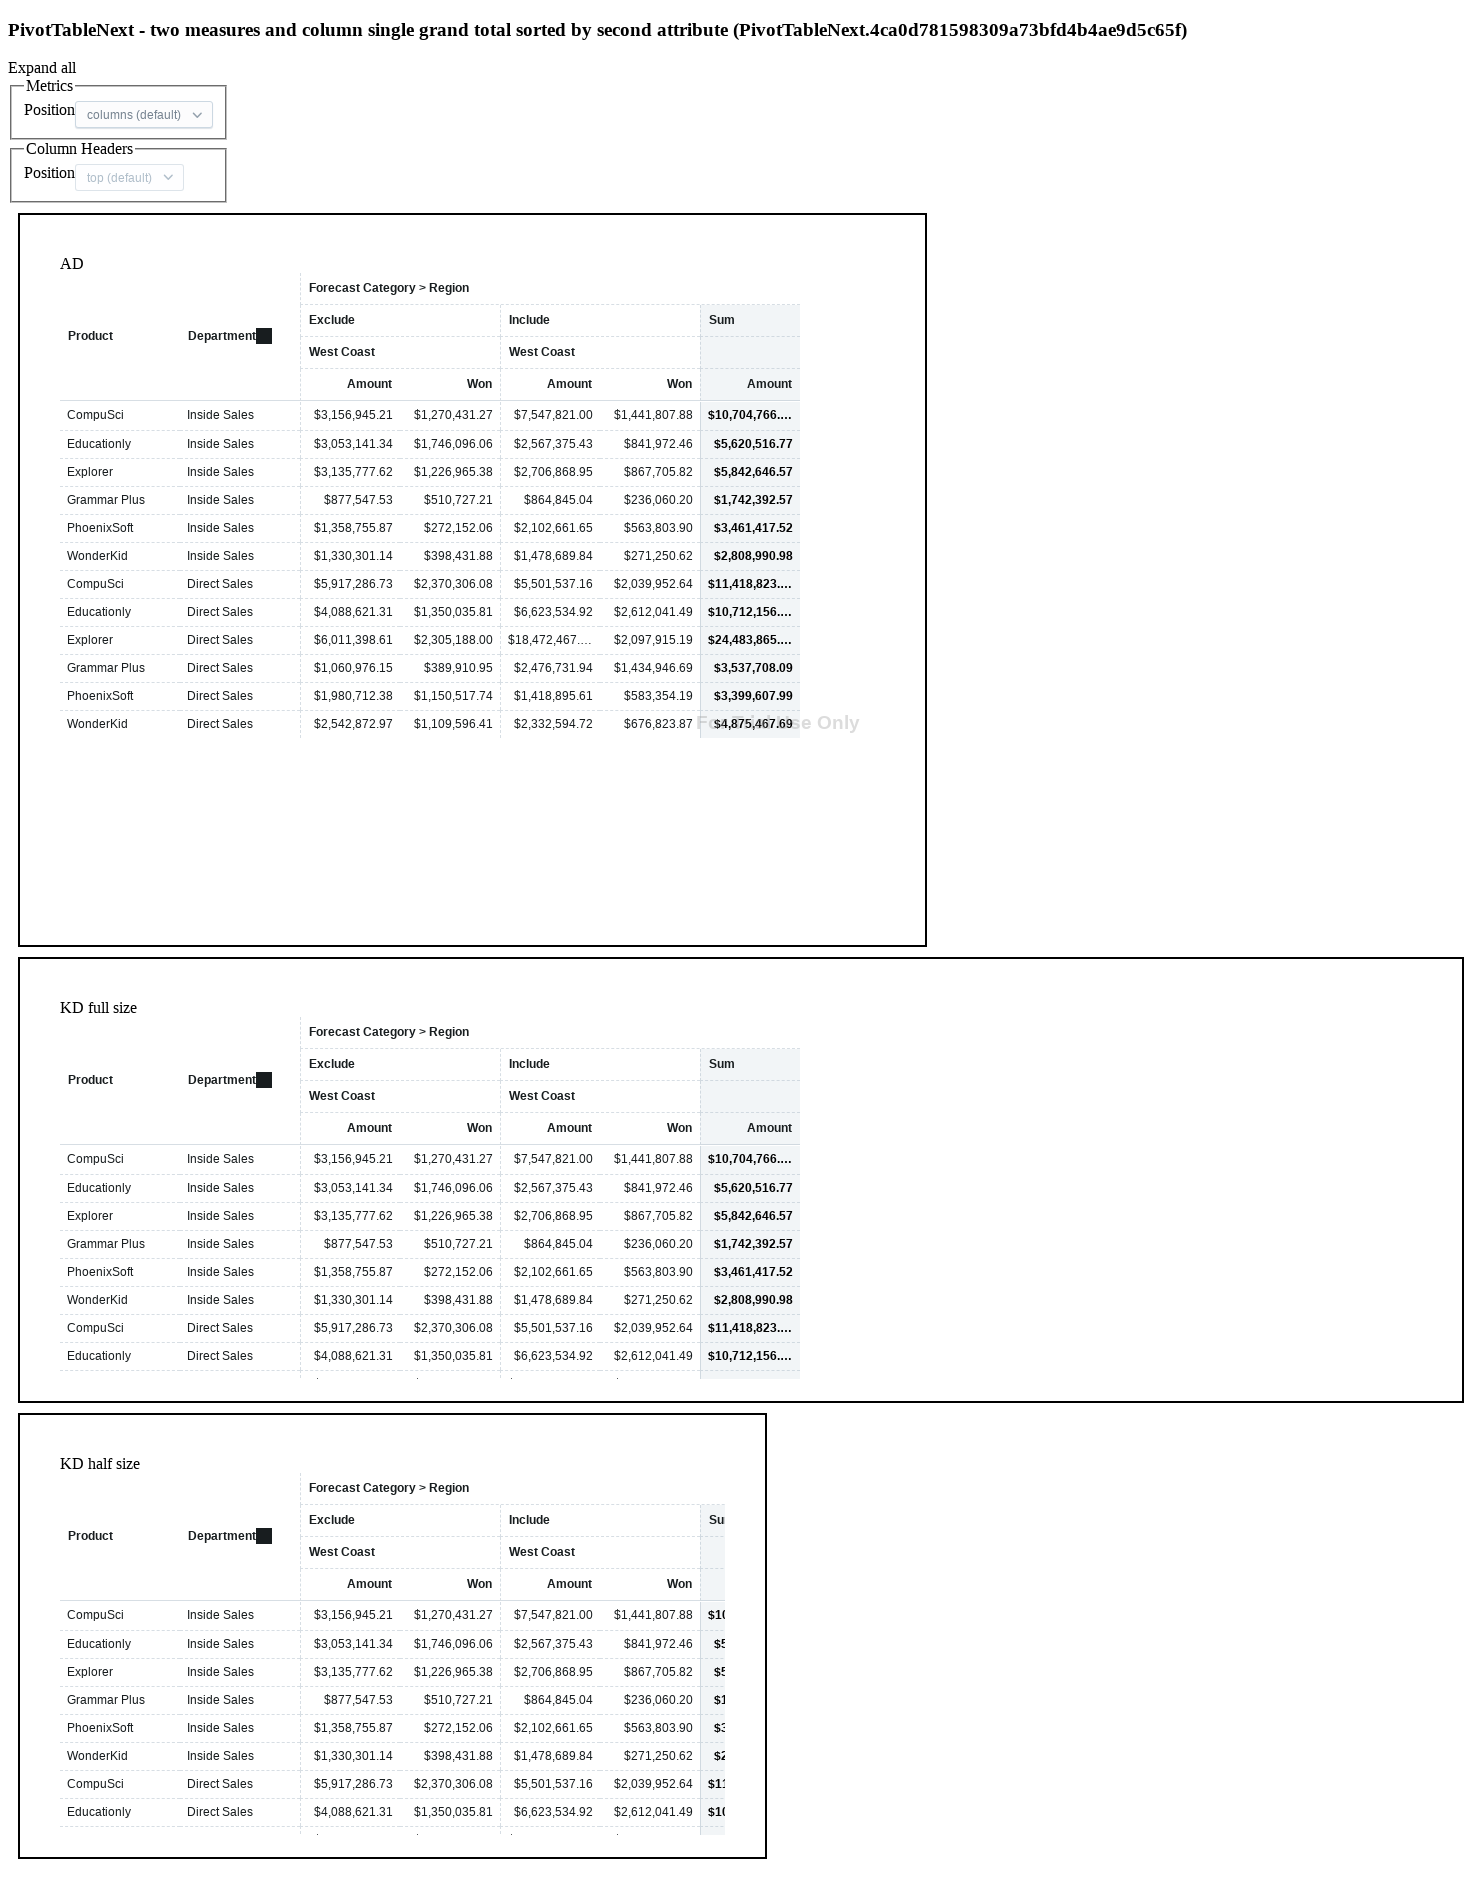 PivotTableNext - two measures and column single grand total sorted by second attribute (PivotTableNext.4ca0d781598309a73bfd4b4ae9d5c65f)
Expand all
Metrics
Position columns (default)
Column Headers
Position top (default)
AD
Forecast Category > Region
Product Department Exclude Include Sum
West Coast West Coast
Amount Won Amount Won Amount
CompuSci Inside Sales $3,156,945.21 $1,270,431.27 $7,547,821.00 $1,441,807.88 $10,704,766.…
Educationly Inside Sales $3,053,141.34 $1,746,096.06 $2,567,375.43 $841,972.46 $5,620,516.77
Explorer Inside Sales $3,135,777.62 $1,226,965.38 $2,706,868.95 $867,705.82 $5,842,646.57
Grammar Plus Inside Sales $877,547.53 $510,727.21 $864,845.04 $236,060.20 $1,742,392.57
PhoenixSoft Inside Sales $1,358,755.87 $272,152.06 $2,102,661.65 $563,803.90 $3,461,417.52
WonderKid Inside Sales $1,330,301.14 $398,431.88 $1,478,689.84 $271,250.62 $2,808,990.98
CompuSci Direct Sales $5,917,286.73 $2,370,306.08 $5,501,537.16 $2,039,952.64 $11,418,823.…
Educationly Direct Sales $4,088,621.31 $1,350,035.81 $6,623,534.92 $2,612,041.49 $10,712,156.…
Explorer Direct Sales $6,011,398.61 $2,305,188.00 $18,472,467.… $2,097,915.19 $24,483,865.…
Grammar Plus Direct Sales $1,060,976.15 $389,910.95 $2,476,731.94 $1,434,946.69 $3,537,708.09
PhoenixSoft Direct Sales $1,980,712.38 $1,150,517.74 $1,418,895.61 $583,354.19 $3,399,607.99
WonderKid Direct Sales $2,542,872.97 $1,109,596.41 $2,332,594.72 $676,823.87 $4,875,467.69
For Trial Use Only
KD full size
Forecast Category > Region
Product Department Exclude Include Sum
West Coast West Coast
Amount Won Amount Won Amount
CompuSci Inside Sales $3,156,945.21 $1,270,431.27 $7,547,821.00 $1,441,807.88 $10,704,766.…
Educationly Inside Sales $3,053,141.34 $1,746,096.06 $2,567,375.43 $841,972.46 $5,620,516.77
Explorer Inside Sales $3,135,777.62 $1,226,965.38 $2,706,868.95 $867,705.82 $5,842,646.57
Grammar Plus Inside Sales $877,547.53 $510,727.21 $864,845.04 $236,060.20 $1,742,392.57
PhoenixSoft Inside Sales $1,358,755.87 $272,152.06 $2,102,661.65 $563,803.90 $3,461,417.52
WonderKid Inside Sales $1,330,301.14 $398,431.88 $1,478,689.84 $271,250.62 $2,808,990.98
CompuSci Direct Sales $5,917,286.73 $2,370,306.08 $5,501,537.16 $2,039,952.64 $11,418,823.…
Educationly Direct Sales $4,088,621.31 $1,350,035.81 $6,623,534.92 $2,612,041.49 $10,712,156.…
KD half size
Forecast Category > Region
Product Department Exclude Include
West Coast West Coast
Amount Won Amount Won
CompuSci Inside Sales $3,156,945.21 $1,270,431.27 $7,547,821.00 $1,441,807.88 $10
Educationly Inside Sales $3,053,141.34 $1,746,096.06 $2,567,375.43 $841,972.46 $5
Explorer Inside Sales $3,135,777.62 $1,226,965.38 $2,706,868.95 $867,705.82 $5
Grammar Plus Inside Sales $877,547.53 $510,727.21 $864,845.04 $236,060.20 $1
PhoenixSoft Inside Sales $1,358,755.87 $272,152.06 $2,102,661.65 $563,803.90 $3
WonderKid Inside Sales $1,330,301.14 $398,431.88 $1,478,689.84 $271,250.62 $2
CompuSci Direct Sales $5,917,286.73 $2,370,306.08 $5,501,537.16 $2,039,952.64 $11
Educationly Direct Sales $4,088,621.31 $1,350,035.81 $6,623,534.92 $2,612,041.49 $10